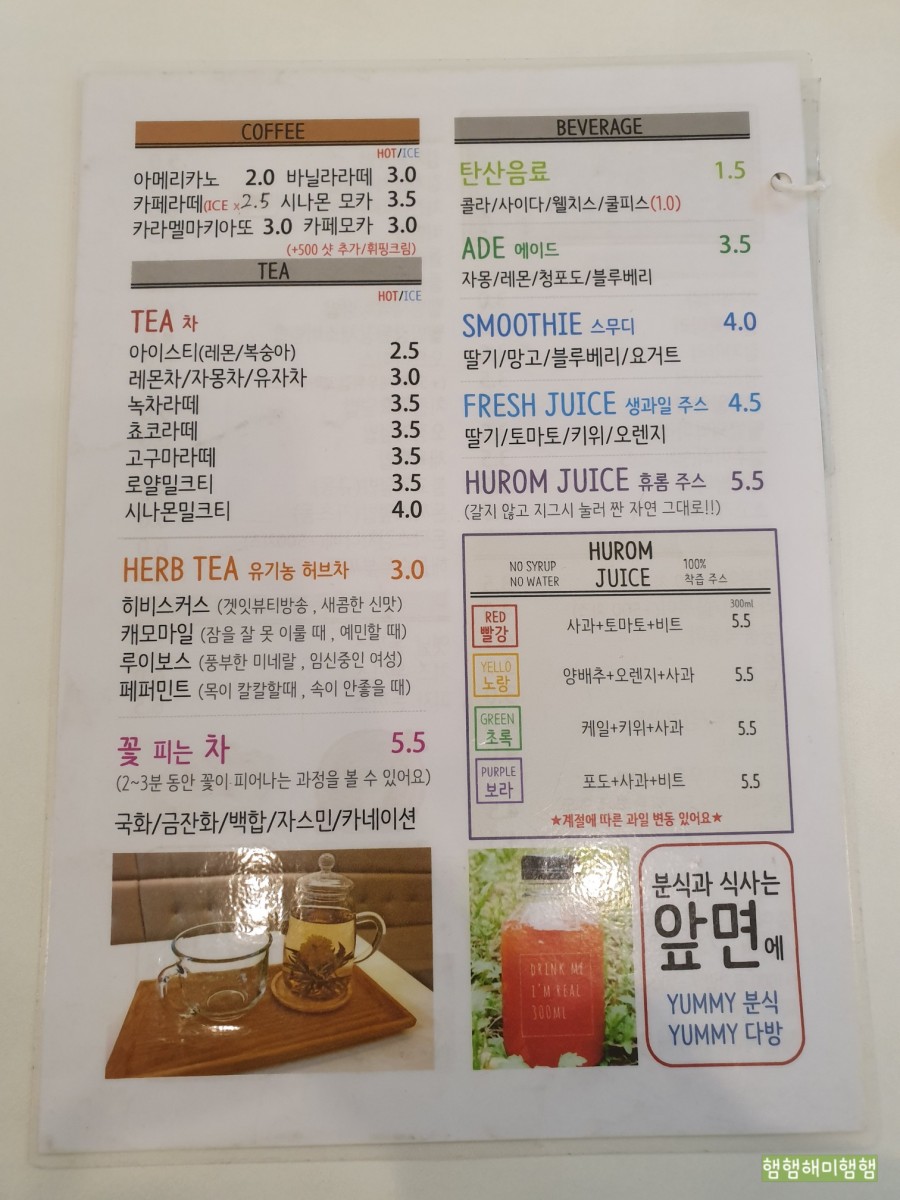 COFFEE
HOT/ICE
아메리카노 2.0 바닐라라떼 3.0
카페라떼(ICE x 2.5 시나몬 모카 3.5
카라멜마키아또 3.0 카페모카 3.0
(+500 샷 추가/휘핑크림)
TEA
HOT/ICE
TEA 차
아이스티(레몬/복숭아) 2.5
레몬차/자몽차/유자차 3.0
녹차라떼 3.5
쵸코라떼 3.5
고구마라떼 3.5
로얄밀크티 3.5
시나몬밀크티 4.0
HERB TEA 유기농 허브차 3.0
히비스커스 (겟잇뷰티방송 , 새콤한 신맛)
캐모마일 (잠을 잘 못 이룰 때 , 예민할 때)
루이보스 (풍부한 미네랄 , 임신중인 여성)
페퍼민트 (목이 칼칼할때 , 속이 안좋을 때)
꽃 피는 차 5.5
(2~3분 동안 꽃이 피어나는 과정을 볼 수 있어요)
국화/금잔화/백합/자스민/카네이션
BEVERAGE
탄산음료 1.5
콜라/사이다/웰치스/쿨피스(1.0)
ADE 에이드 3.5
자몽/레몬/청포도/블루베리
SMOOTHIE 스무디 4.0
딸기/망고/블루베리/요거트
FRESH JUICE 생과일 주스 4.5
딸기/토마토/키위/오렌지
HUROM JUICE 휴롬 주스 5.5
(갈지 않고 지그시 눌러 짠 자연 그대로!!)
NO SYRUP
NO WATER
HUROM
JUICE
100%
착즙 주스
300ml
RED
빨강 사과+토마토+비트 5.5
YELLO
노랑 양배추+오렌지+사과 5.5
GREEN
초록 케일+키위+사과 5.5
PURPLE
보라 포도+사과+비트 5.5
★계절에 따른 과일 변동 있어요★
DRINK ME
I'M REAL
300ML
분식과 식사는
앞면에
YUMMY 분식
YUMMY 다방
햄햄해미햄햄